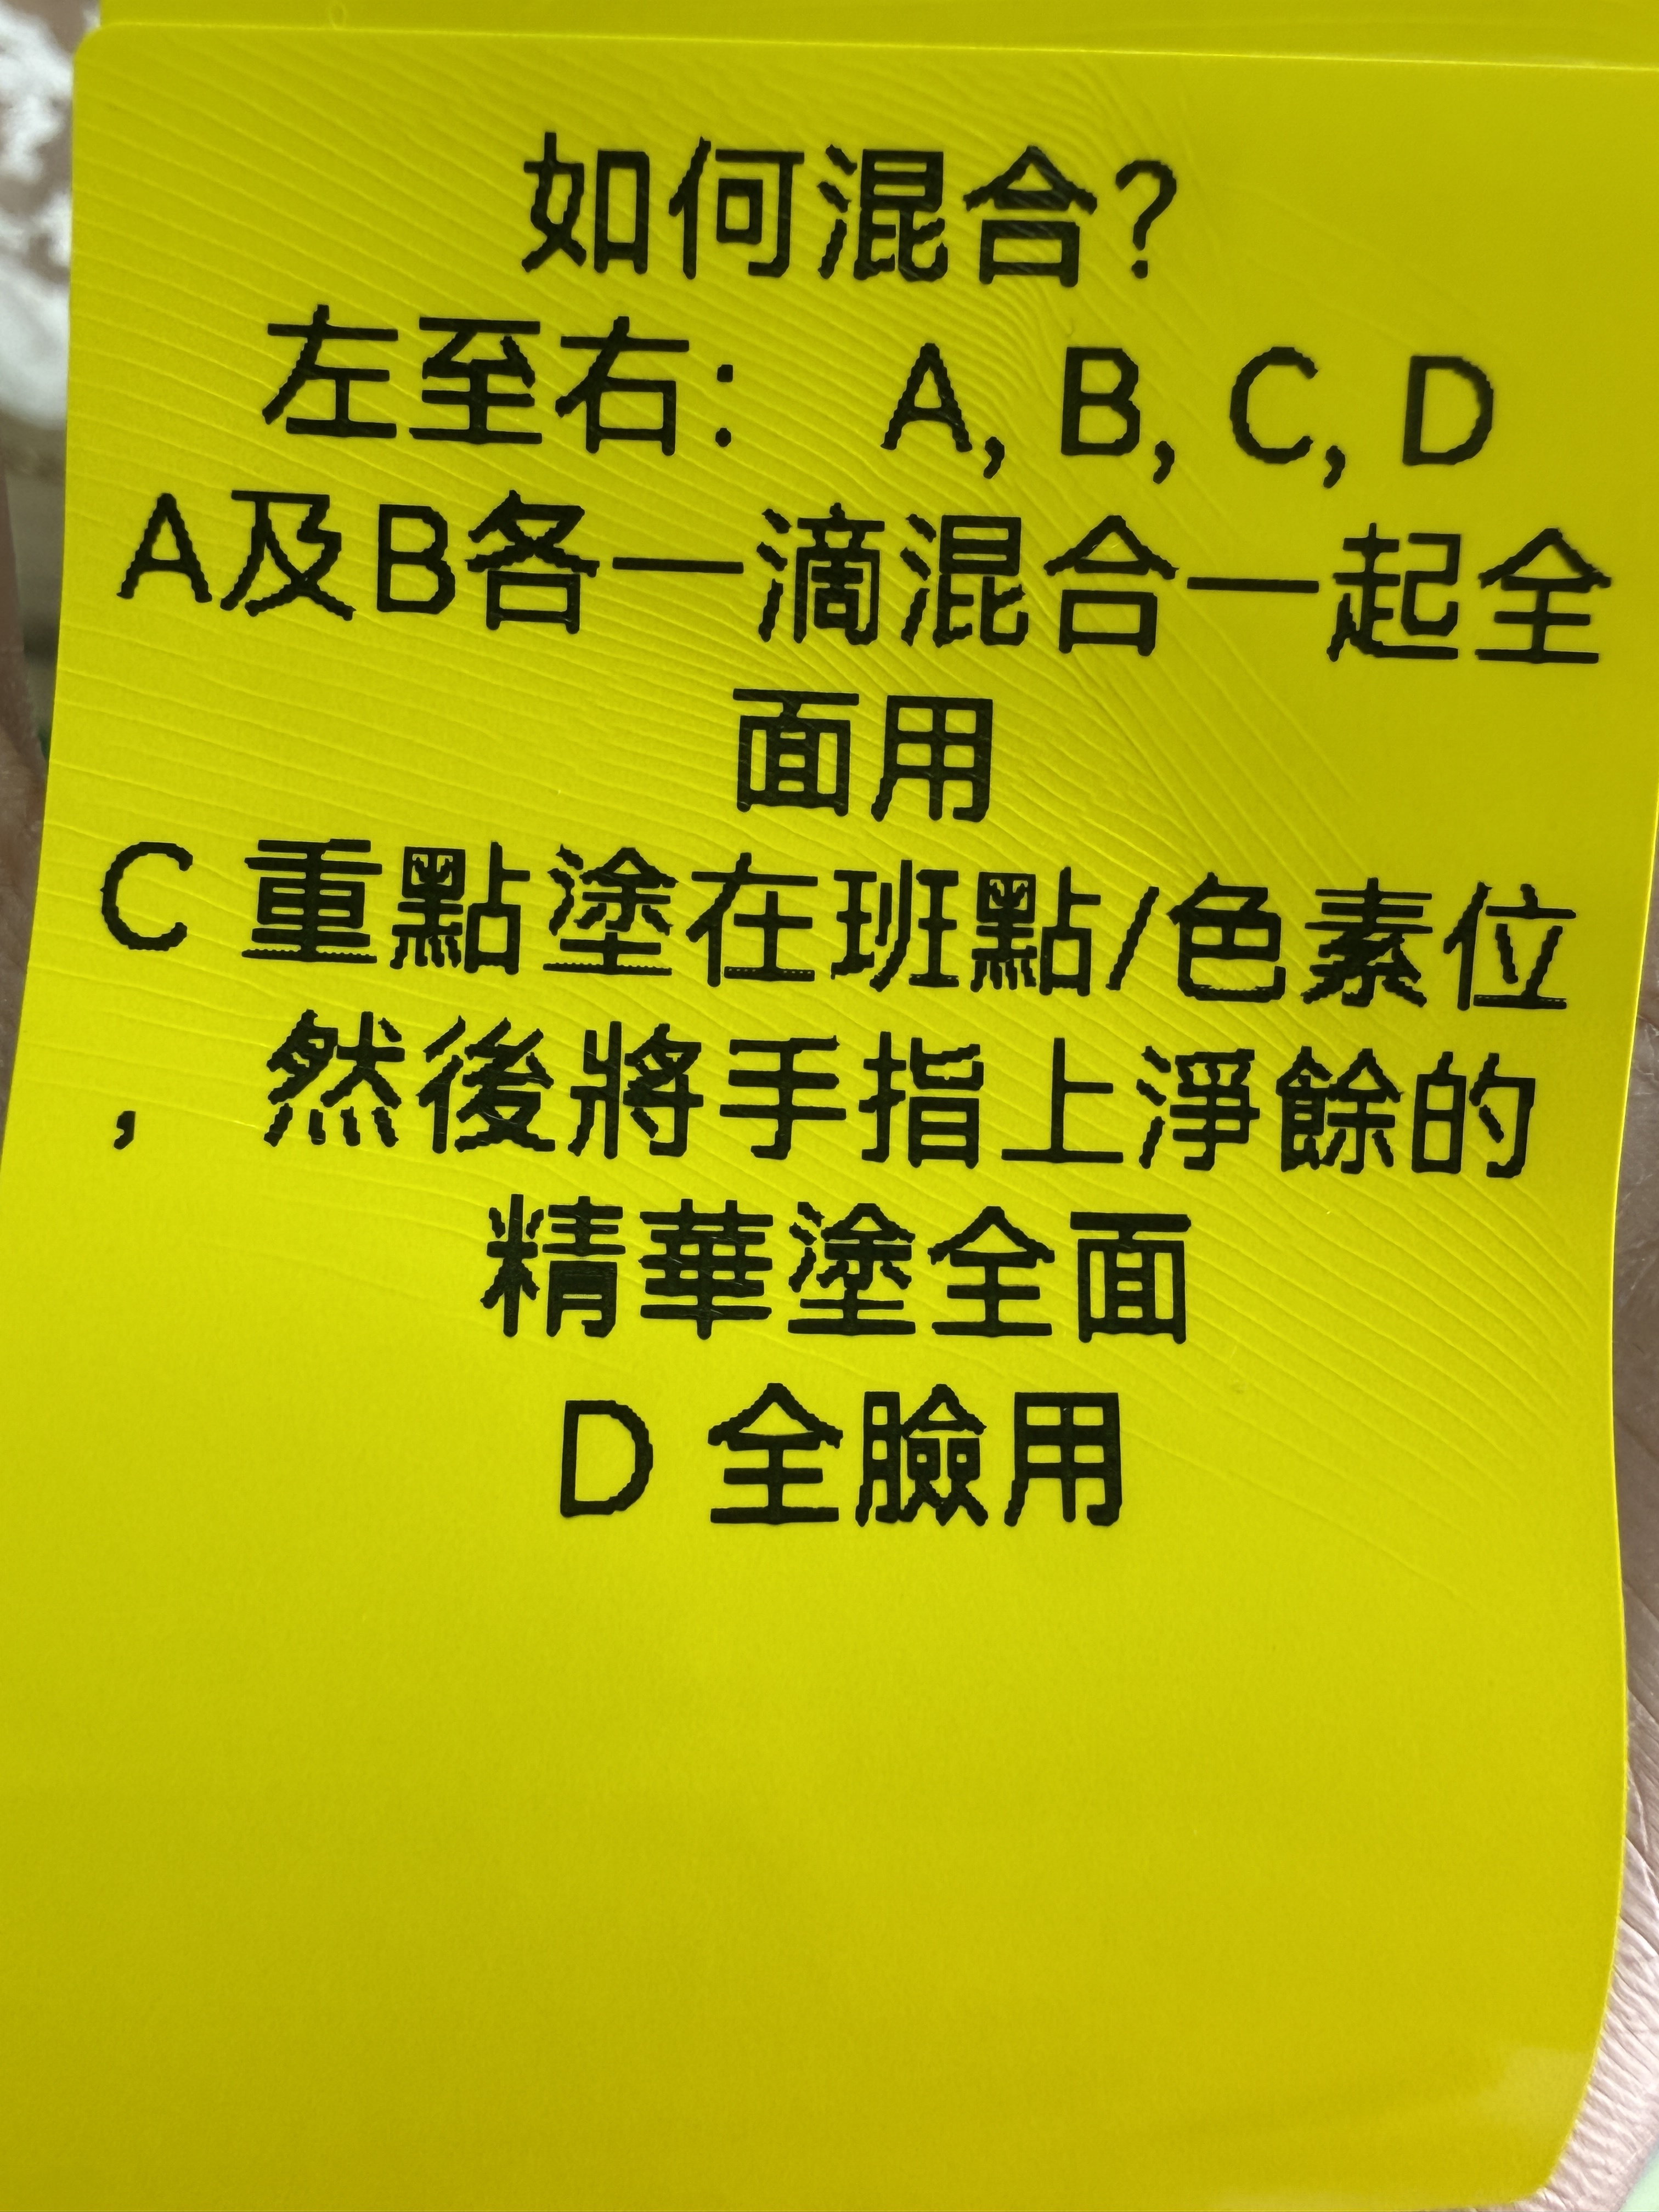 如何混合?
左至右： A, B, C, D
A及B各一滴混合一起全
面用
C 重點塗在班點/色素位
， 然後將手指上淨餘的
精華塗全面
D 全臉用